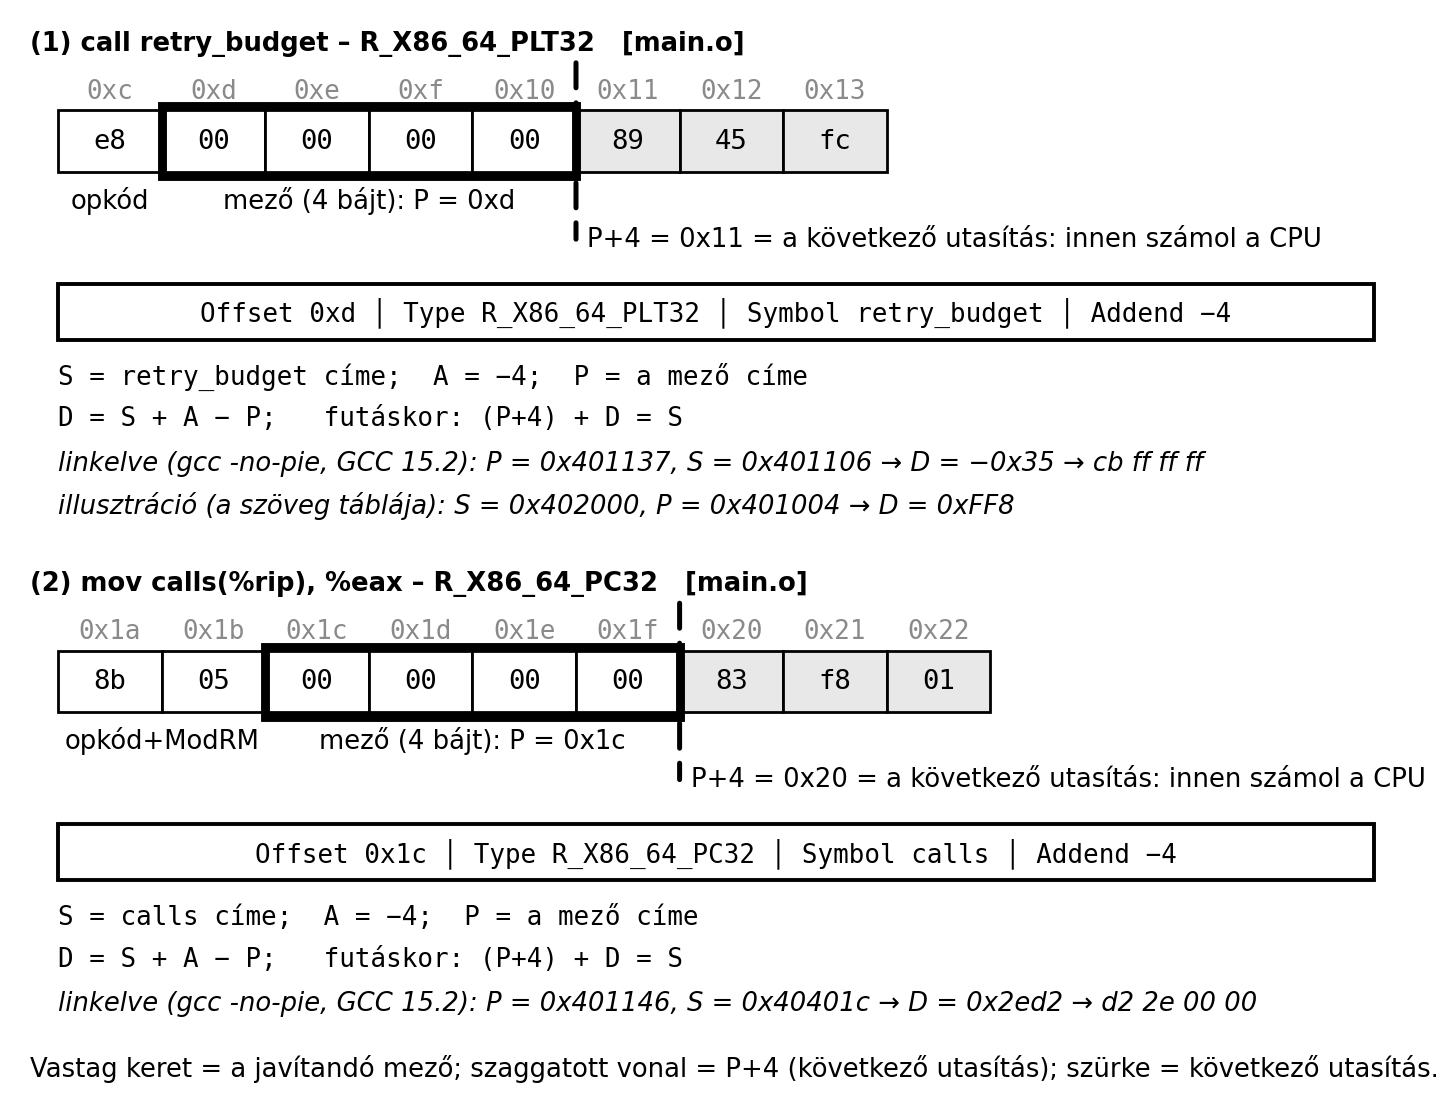 (1) call retry_budget – R_X86_64_PLT32   [main.o]
0xc 0xd 0xe 0xf 0x10 0x11 0x12 0x13
e8 00 00 00 00 89 45 fc
opkód mező (4 bájt): P = 0xd
P+4 = 0x11 = a következő utasítás: innen számol a CPU
Offset 0xd │ Type R_X86_64_PLT32 │ Symbol retry_budget │ Addend −4
S = retry_budget címe;  A = −4;  P = a mező címe
D = S + A − P;   futáskor: (P+4) + D = S
linkelve (gcc -no-pie, GCC 15.2): P = 0x401137, S = 0x401106 → D = −0x35 → cb ff ff ff
illusztráció (a szöveg táblája): S = 0x402000, P = 0x401004 → D = 0xFF8
(2) mov calls(%rip), %eax – R_X86_64_PC32   [main.o]
0x1a 0x1b 0x1c 0x1d 0x1e 0x1f 0x20 0x21 0x22
8b 05 00 00 00 00 83 f8 01
opkód+ModRM mező (4 bájt): P = 0x1c
P+4 = 0x20 = a következő utasítás: innen számol a CPU
Offset 0x1c │ Type R_X86_64_PC32 │ Symbol calls │ Addend −4
S = calls címe;  A = −4;  P = a mező címe
D = S + A − P;   futáskor: (P+4) + D = S
linkelve (gcc -no-pie, GCC 15.2): P = 0x401146, S = 0x40401c → D = 0x2ed2 → d2 2e 00 00
Vastag keret = a javítandó mező; szaggatott vonal = P+4 (következő utasítás); szürke = következő utasítás.